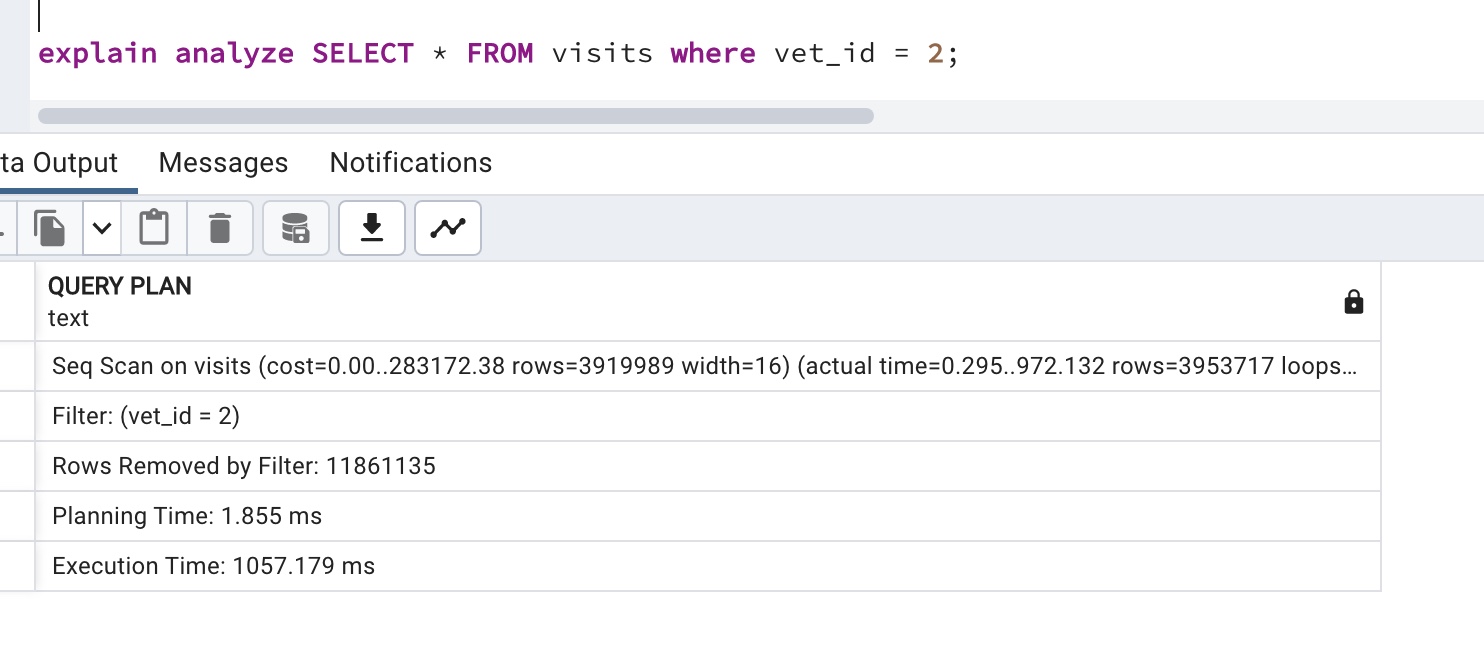 explain analyze SELECT * FROM visits where vet_id = 2;
ta Output Messages Notifications
QUERY PLAN
text
Seq Scan on visits (cost=0.00..283172.38 rows=3919989 width=16) (actual time=0.295..972.132 rows=3953717 loops…
Filter: (vet_id = 2)
Rows Removed by Filter: 11861135
Planning Time: 1.855 ms
Execution Time: 1057.179 ms